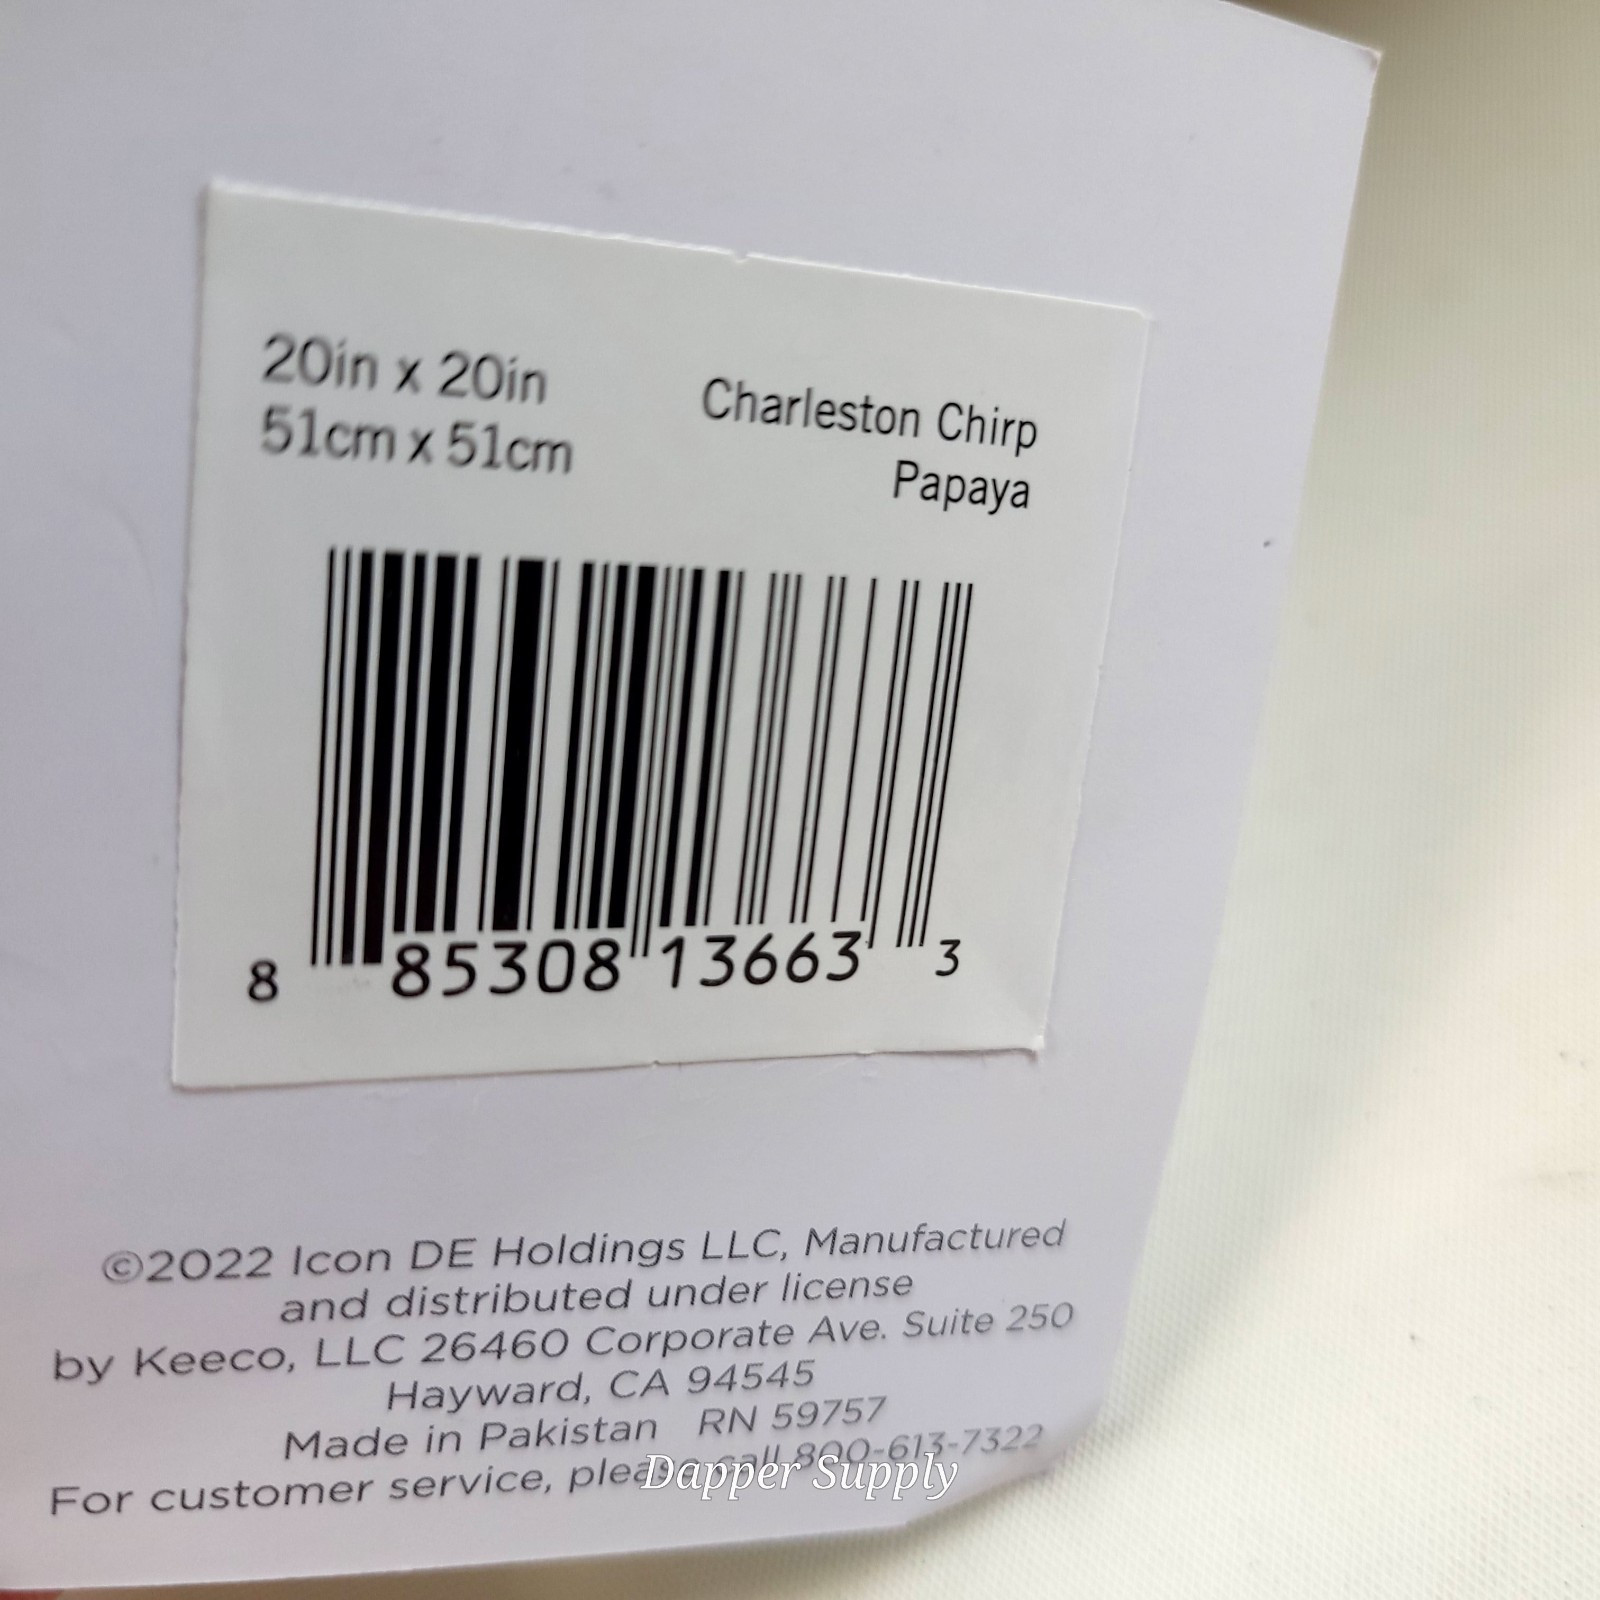 20in x 20in
51cm x 51cm
Charleston Chirp
Papaya
8 85308 13663 3
©2022 Icon DE Holdings LLC, Manufactured
and distributed under license
by Keeco, LLC 26460 Corporate Ave. Suite 250
Hayward, CA 94545
Made in Pakistan RN 59757
For customer service, please call 800-613-7322
Dapper Supply